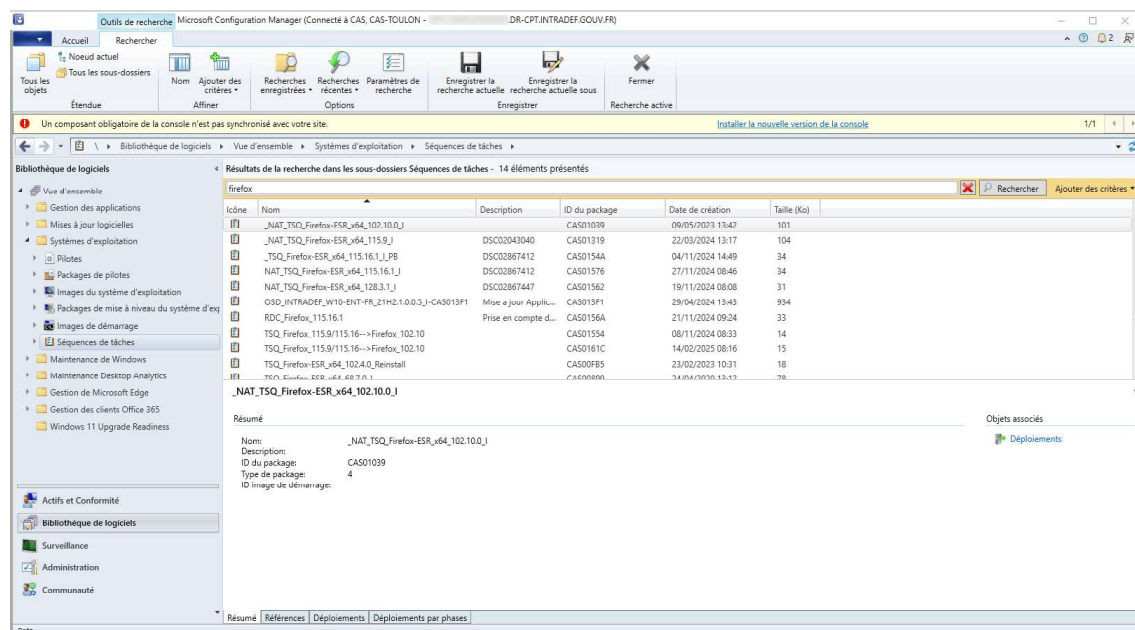 Outils de recherche Microsoft Configuration Manager (Connecté à CAS, CAS-TOULON - .DR-CPT.INTRADEF.GOUV.FR)
Accueil Rechercher
2
Tous les objets
Noeud actuel
Tous les sous-dossiers
Étendue
Nom
Ajouter des critères
Affiner
Recherches enregistrées
Recherches récentes
Paramètres de recherche
Options
Enregistrer la recherche actuelle
Enregistrer la recherche actuelle sous
Enregistrer
Fermer
Recherche active
Un composant obligatoire de la console n'est pas synchronisé avec votre site. Installer la nouvelle version de la console 1/1
\ Bibliothèque de logiciels Vue d'ensemble Systèmes d'exploitation Séquences de tâches
Bibliothèque de logiciels
Vue d'ensemble
Gestion des applications
Mises à jour logicielles
Systèmes d'exploitation
Pilotes
Packages de pilotes
Images du système d'exploitation
Packages de mise à niveau du système d'exp
Images de démarrage
Séquences de tâches
Maintenance de Windows
Maintenance Desktop Analytics
Gestion de Microsoft Edge
Gestion des clients Office 365
Windows 11 Upgrade Readiness
Actifs et Conformité
Bibliothèque de logiciels
Surveillance
Administration
Communauté
Résultats de la recherche dans les sous-dossiers Séquences de tâches - 14 éléments présentés
firefox Rechercher Ajouter des critères
Icône Nom Description ID du package Date de création Taille (Ko)
_NAT_TSQ_Firefox-ESR_x64_102.10.0_I CAS01039 09/05/2023 13:42 101
_NAT_TSQ_Firefox-ESR_x64_115.9_I DSC02043040 CAS01319 22/03/2024 13:17 104
_TSQ_Firefox-ESR_x64_115.16.1_I_PB DSC02867412 CAS0154A 04/11/2024 14:49 34
NAT_TSQ_Firefox-ESR_x64_115.16.1_I DSC02867412 CAS01576 27/11/2024 08:46 34
NAT_TSQ_Firefox-ESR_x64_128.3.1_I DSC02867447 CAS01562 19/11/2024 08:08 31
OSD_INTRADEF_W10-ENT-FR_21H2.1.0.0.5_I-CAS013F1 Mise a jour Applic... CAS013F1 29/04/2024 13:43 934
RDC_Firefox_115.16.1 Prise en compte d... CAS0156A 21/11/2024 09:24 33
TSQ_Firefox_115.9/115.16-->Firefox_102.10 CAS01554 08/11/2024 08:33 14
TSQ_Firefox_115.9/115.16-->Firefox_102.10 CAS0161C 14/02/2025 08:16 15
TSQ_Firefox-ESR_x64_102.4.0_Reinstall CAS00FB5 23/02/2023 10:31 18
TSQ_Firefox-ESR_x64_68.7.0_I CAS00899 24/04/2020 13:12 78
_NAT_TSQ_Firefox-ESR_x64_102.10.0_I
Résumé
Nom: _NAT_TSQ_Firefox-ESR_x64_102.10.0_I
Description:
ID du package: CAS01039
Type de package: 4
ID image de démarrage:
Objets associés
Déploiements
Résumé Références Déploiements Déploiements par phases